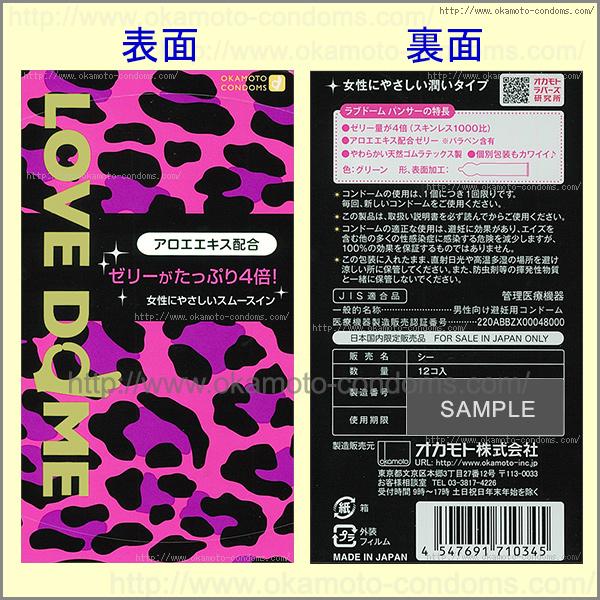 http://www.okamoto-condoms.com/
表面
裏面
OKAMOTO
CONDOMS
LOVE DOME
アロエエキス配合
ゼリーがたっぷり4倍!
女性にやさしいスムースイン
女性にやさしい潤いタイプ
オカモト
ラバーズ
研究所
ラブドーム パンサーの特長
●ゼリー量が4倍(スキンレス1000比)
●アロエエキス配合ゼリー ※パラベン含有
●やわらかい天然ゴムラテックス製 ●個別包装もカワイイ♪
色:グリーン 形、表面加工:
●コンドームの使用は、1個につき1回限りです。
毎回、新しいコンドームをご使用ください。
●この製品は、取扱い説明書を必ず読んでからご使用ください。
●コンドームの適正な使用は、避妊に効果があり、エイズを
含む他の多くの性感染症に感染する危険を減少しますが、
100%の効果を保証するものではありません。
●この包装に入れたまま、直射日光や高温多湿の場所を避け
涼しい所に保管してください。また、防虫剤等の揮発性物質
と一緒に保管しないでください。
JIS適合品
管理医療機器
一般的名称 男性向け避妊用コンドーム
医療機器製造販売認証番号 220ABBZX00048000
日本国内限定販売品 FOR SALE IN JAPAN ONLY
販売名 シー
数量 12コ入
製造番号
使用期限
SAMPLE
製造販売元
okamoto
オカモト株式会社
URL: http://www.okamoto-inc.jp/
東京都文京区本郷3丁目27番12号 〒113-0033
お客様相談室 TEL 03-3817-4226
受付時間 9時〜17時 土日祝日年末年始を除く
紙 箱
プラ 外装
フィルム
MADE IN JAPAN
4 547691 710345
http://www.okamoto-condoms.com/